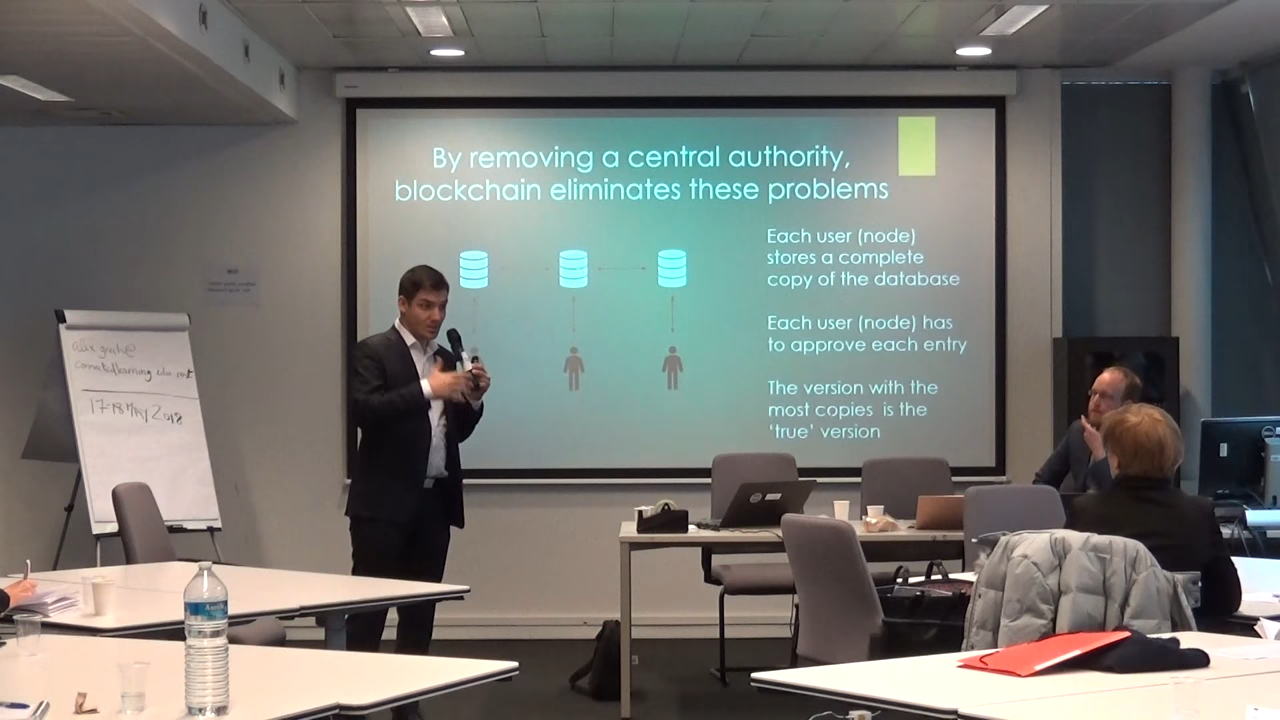 By removing a central authority,
blockchain eliminates these problems
Each user (node)
stores a complete
copy of the database
Each user (node) has
to approve each entry
The version with the
most copies is the
‘true’ version
17-18 May 2018